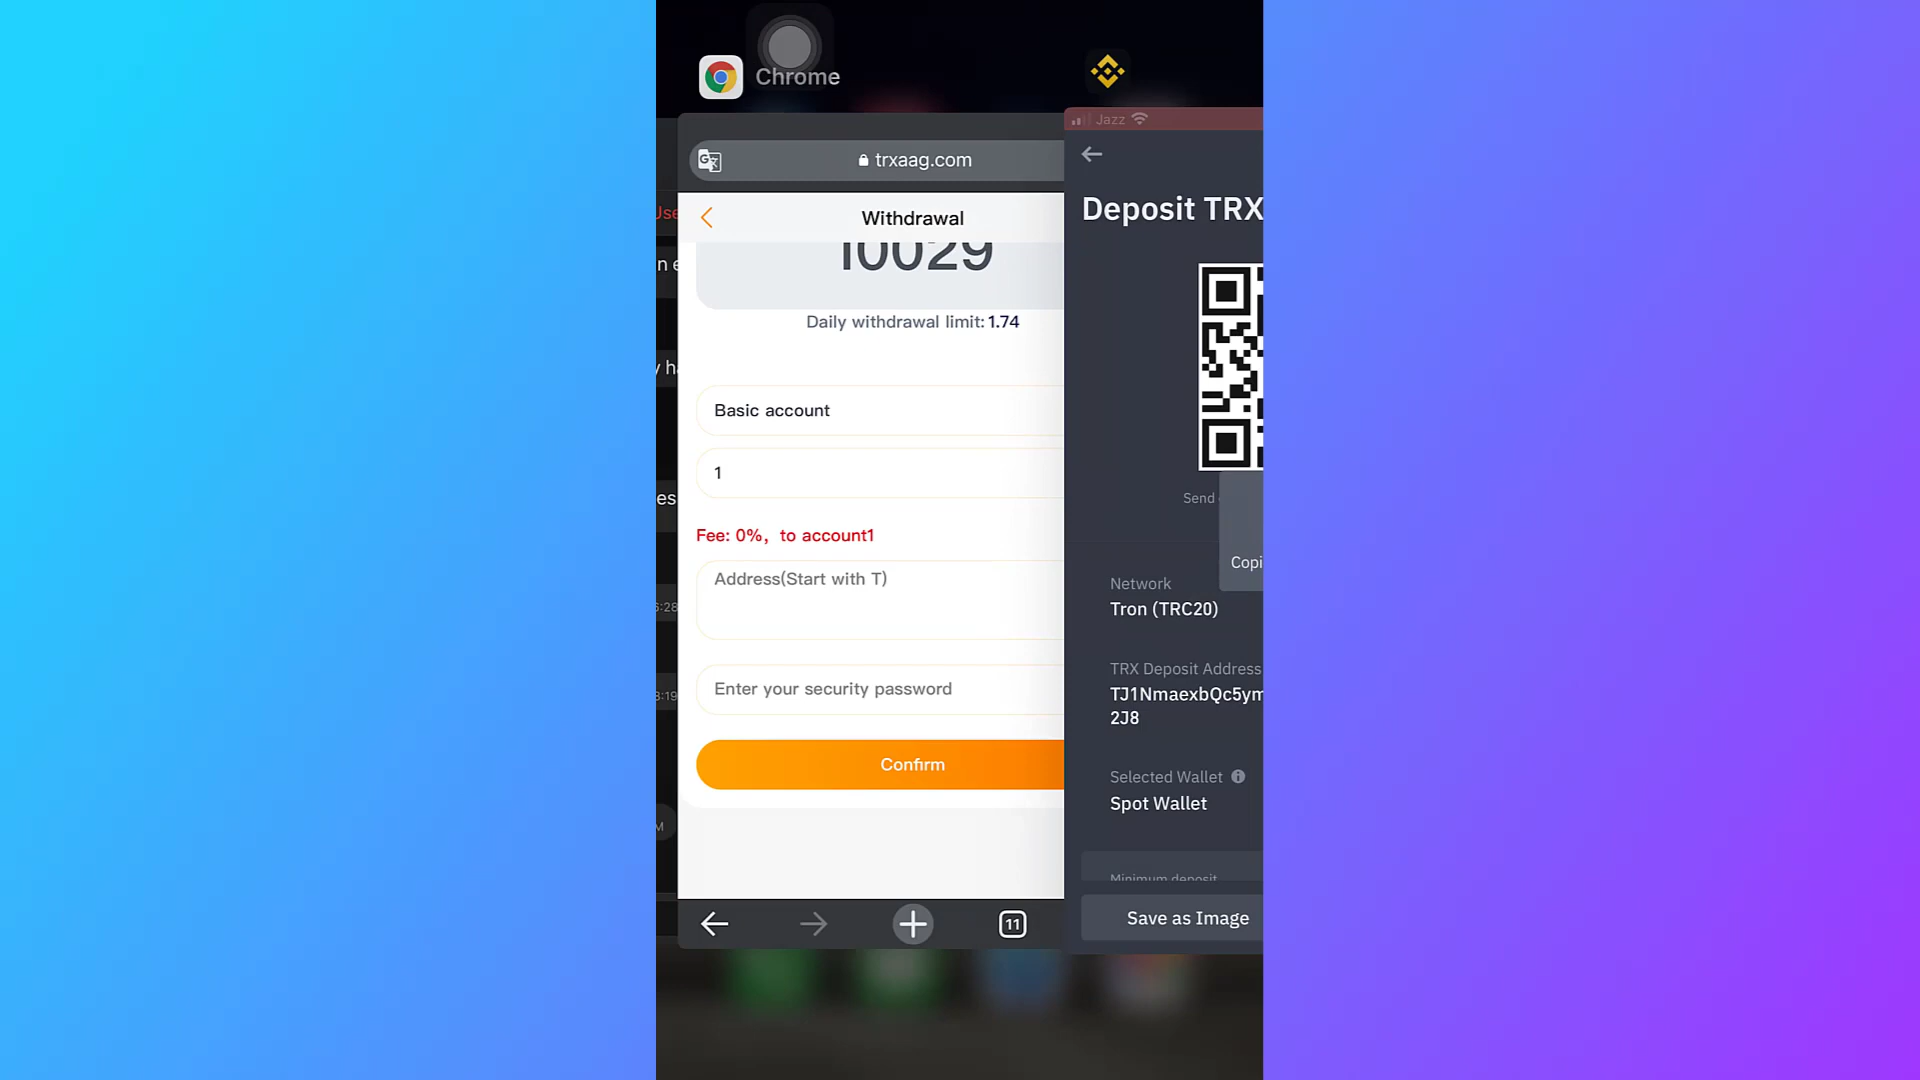 Chrome
Jazz
trxaag.com
Withdrawal
10029
Daily withdrawal limit: 1.74
Basic account
1
Fee: 0%, to account1
Address(Start with T)
Enter your security password
Confirm
11
Deposit TRX
Send
Copi
Network
Tron (TRC20)
TRX Deposit Address
TJ1NmaexbQc5ym
2J8
Selected Wallet
Spot Wallet
Minimum deposit
Save as Image